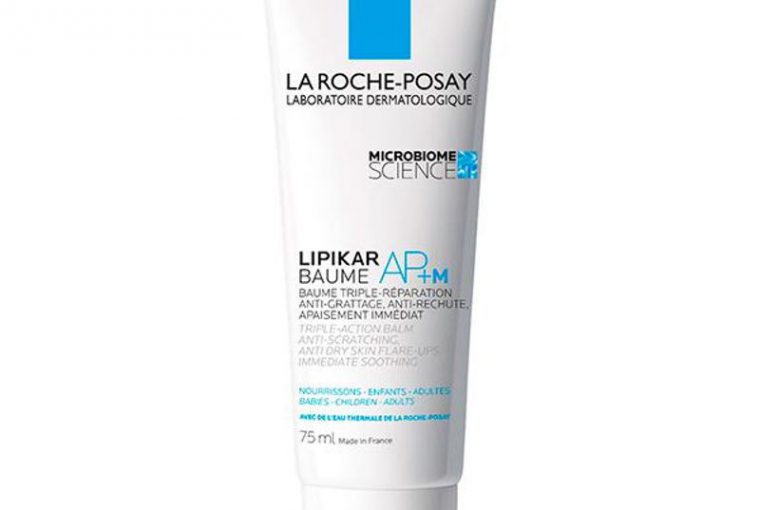 LA ROCHE-POSAY
LABORATOIRE DERMATOLOGIQUE
MICROBIOME
SCIENCE
LIPIKAR
BAUME AP+M
BAUME TRIPLE-RÉPARATION
ANTI-GRATTAGE, ANTI-RECHUTE,
APAISEMENT IMMÉDIAT
TRIPLE-ACTION BALM
ANTI-SCRATCHING,
ANTI DRY SKIN FLARE-UPS
IMMEDIATE SOOTHING
NOURRISSONS - ENFANTS - ADULTES
BABIES - CHILDREN - ADULTS
AVEC DE L'EAU THERMALE DE LA ROCHE-POSAY
75 ml Made in France